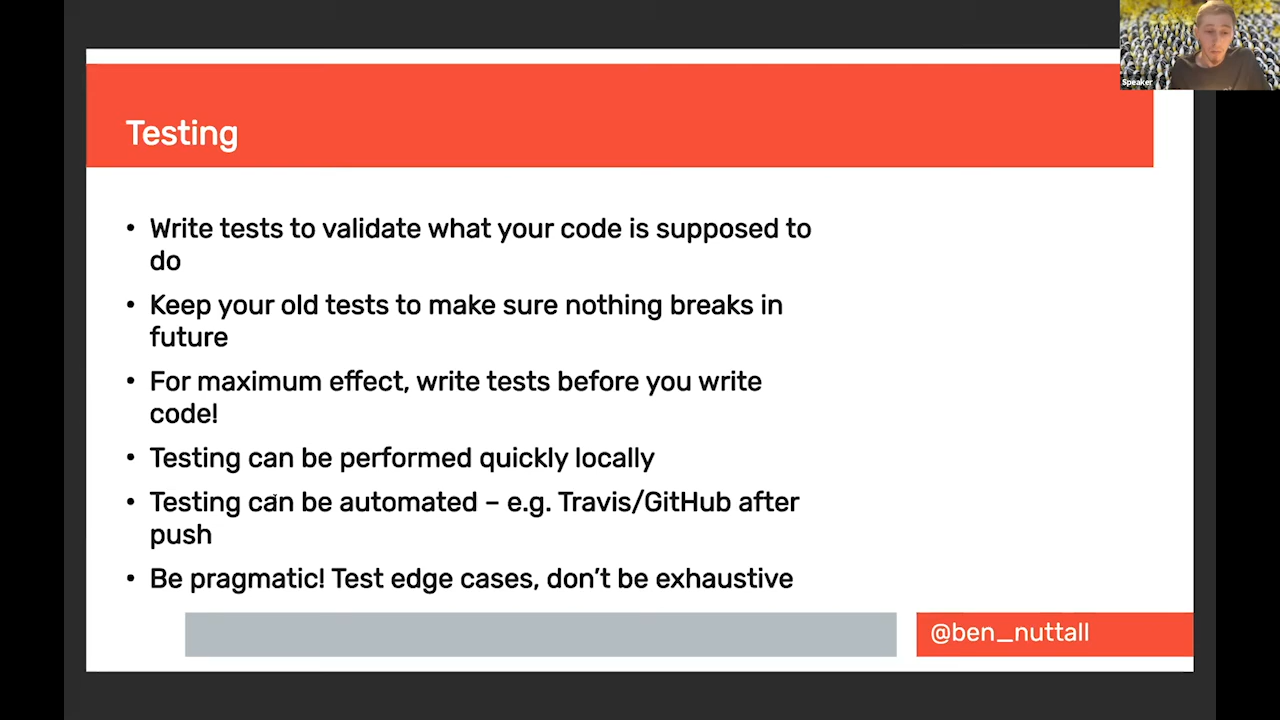 Speaker
Testing
• Write tests to validate what your code is supposed to
do
• Keep your old tests to make sure nothing breaks in
future
• For maximum effect, write tests before you write
code!
• Testing can be performed quickly locally
• Testing can be automated – e.g. Travis/GitHub after
push
• Be pragmatic! Test edge cases, don't be exhaustive
@ben_nuttall